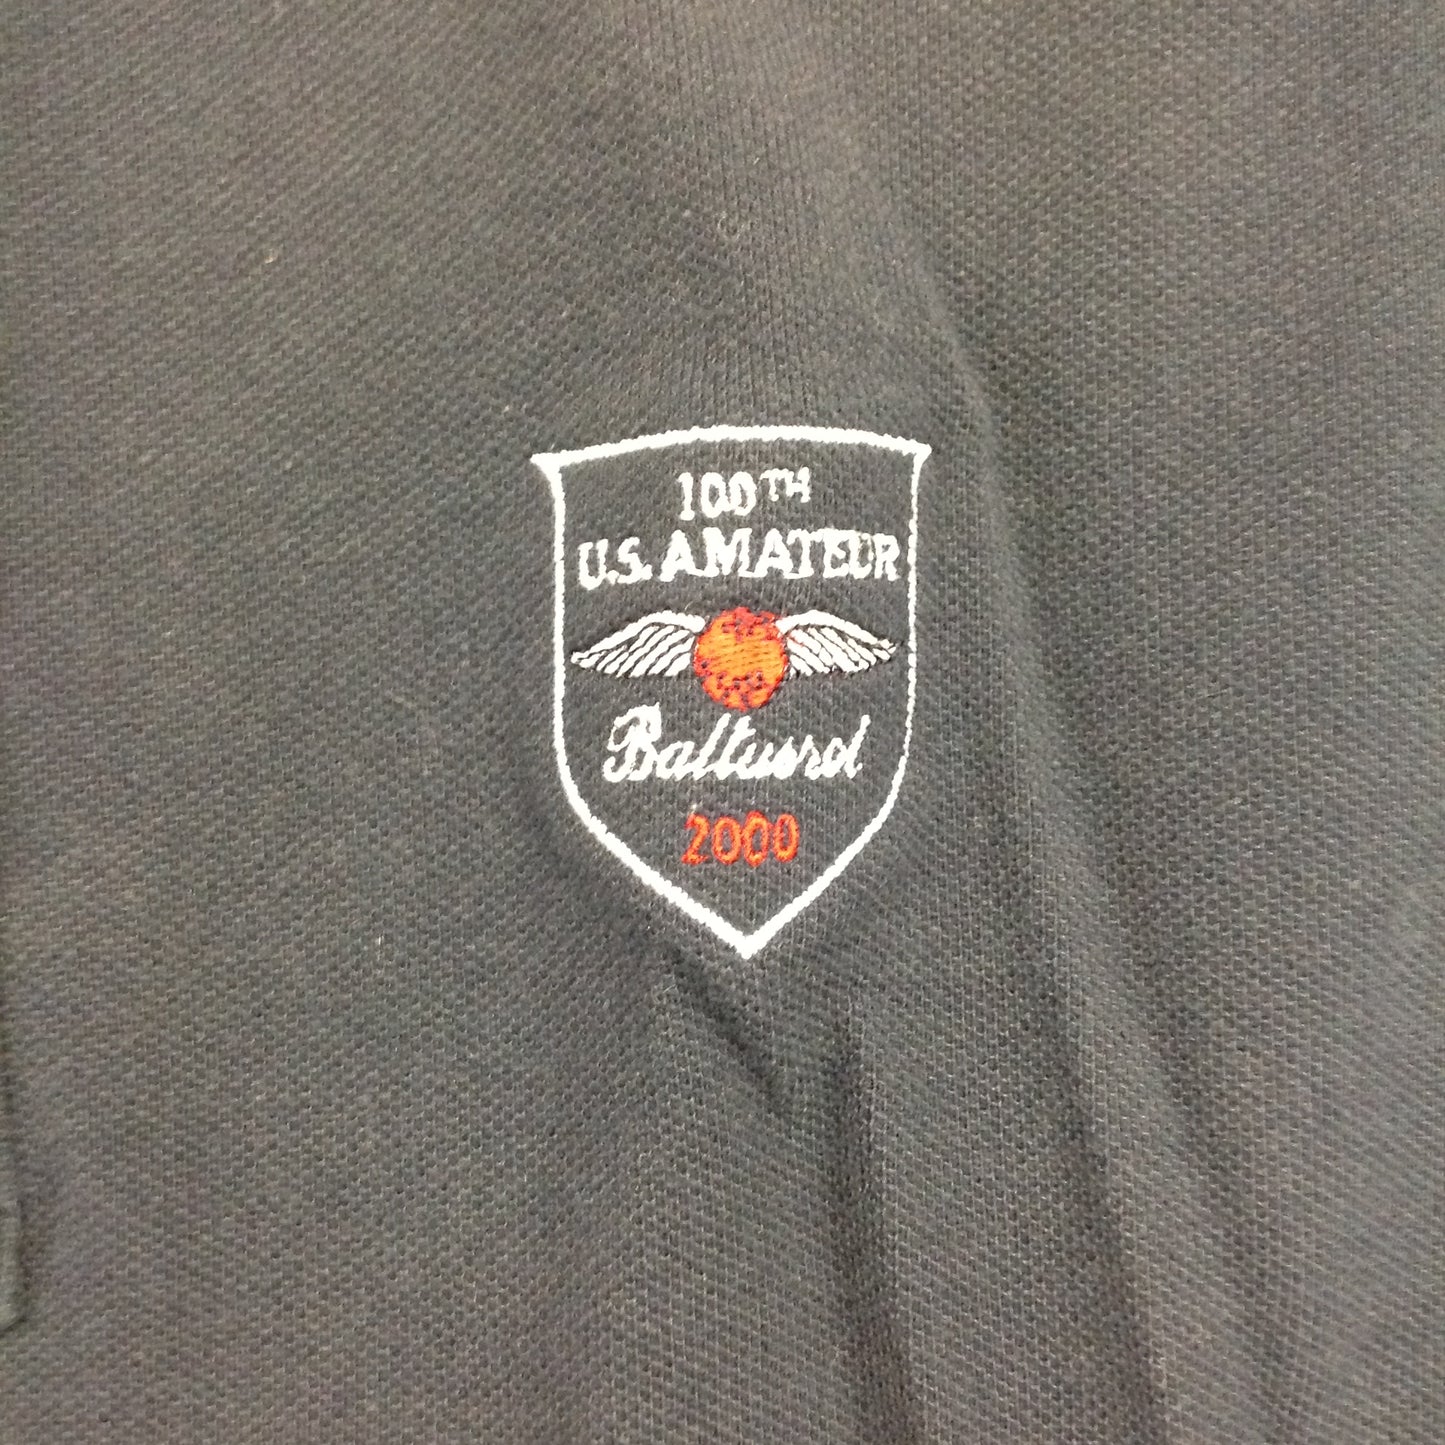 100TH
U.S. AMATEUR
Baltusrol
2000